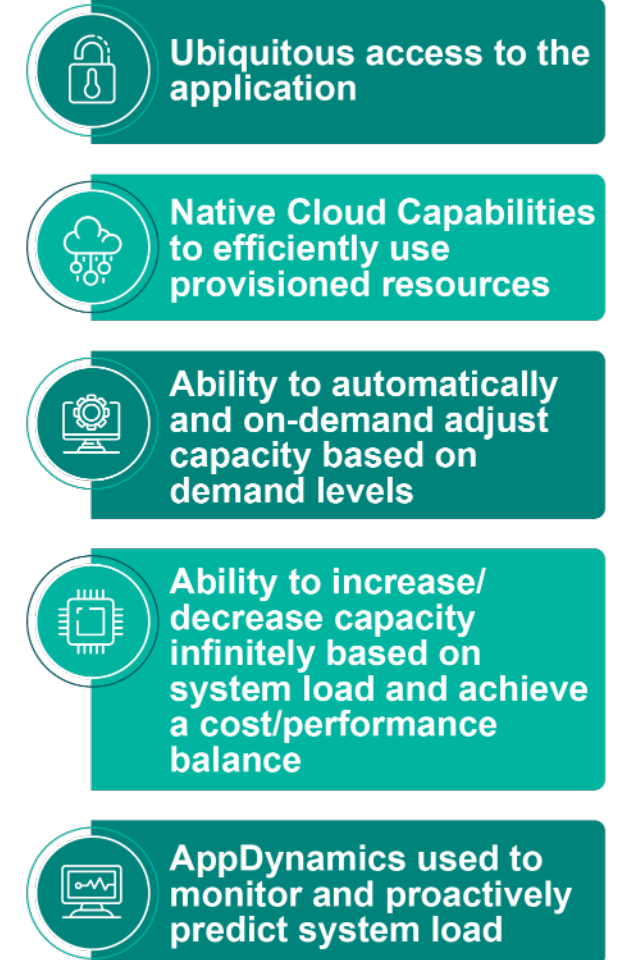 Ubiquitous access to the
application
Native Cloud Capabilities
to efficiently use
provisioned resources
Ability to automatically
and on-demand adjust
capacity based on
demand levels
Ability to increase/
decrease capacity
infinitely based on
system load and achieve
a cost/performance
balance
AppDynamics used to
monitor and proactively
predict system load